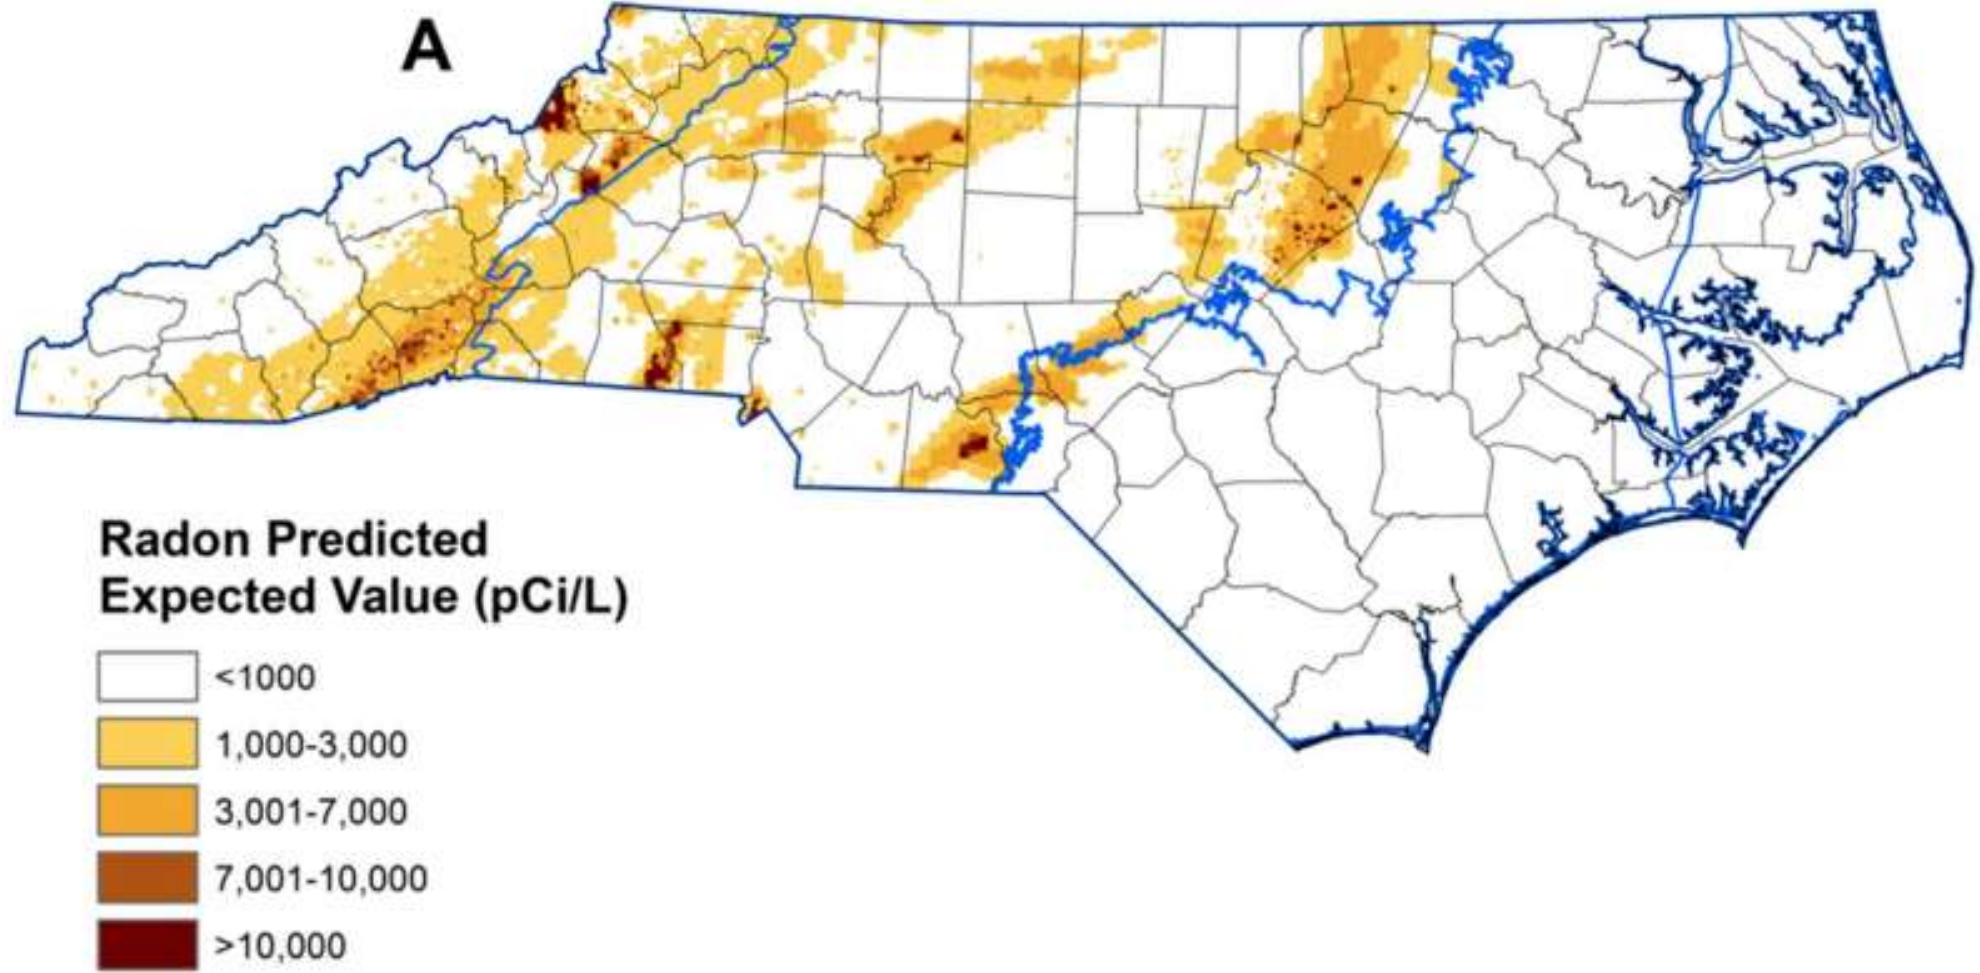 A
Radon Predicted
Expected Value (pCi/L)
<1000
1,000-3,000
3,001-7,000
7,001-10,000
>10,000